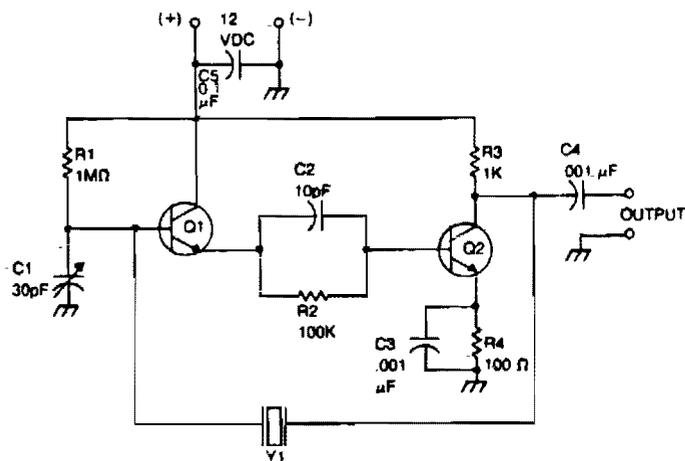 (+) 12 (-)
VDC
C5
0.1
µF
R1
1MΩ
C2
10pF
R3
1K
C4
.001 µF
Q1
OUTPUT
Q2
C1
30pF
R2
100K
C3
.001
µF
R4
100 Ω
Y1